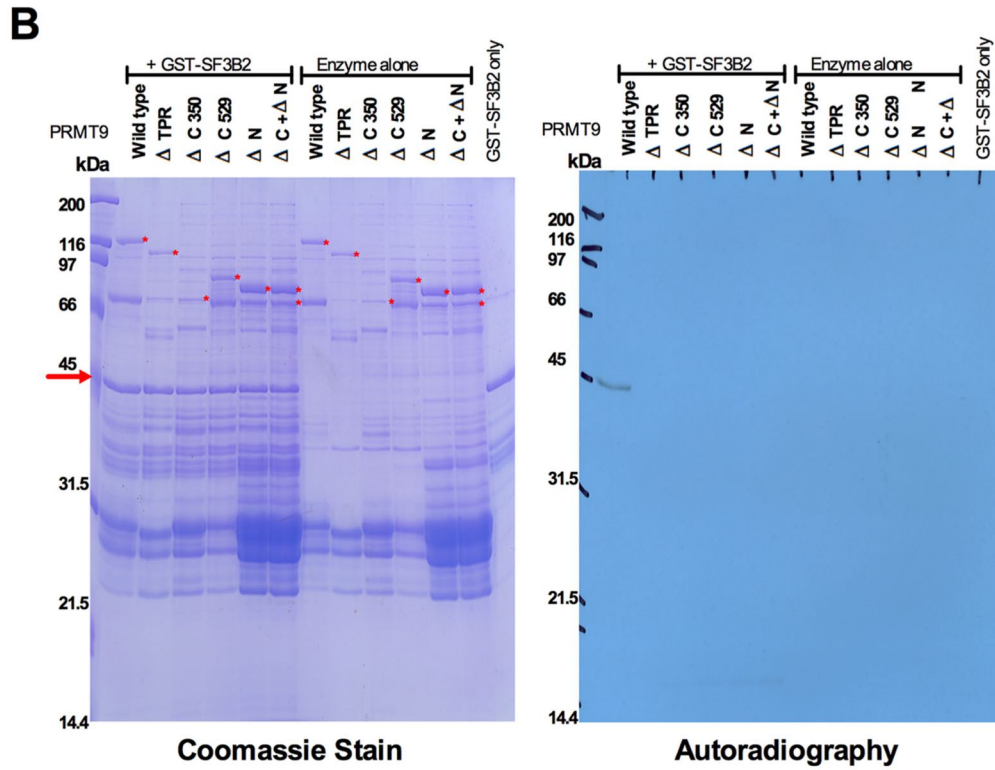 B
+ GST-SF3B2 Enzyme alone
PRMT9 Wild type Δ TPR Δ C 350 Δ C 529 Δ N Δ C + Δ N Wild type Δ TPR Δ C 350 Δ C 529 Δ N Δ C + Δ N GST-SF3B2 only
kDa
200
116
97
66
45
31.5
21.5
14.4
Coomassie Stain
+ GST-SF3B2 Enzyme alone
PRMT9 Wild type Δ TPR Δ C 350 Δ C 529 Δ N Δ C + Δ N Wild type Δ TPR Δ C 350 Δ C 529 Δ N Δ C + Δ GST-SF3B2 only
kDa
200
116
97
66
45
31.5
21.5
14.4
Autoradiography